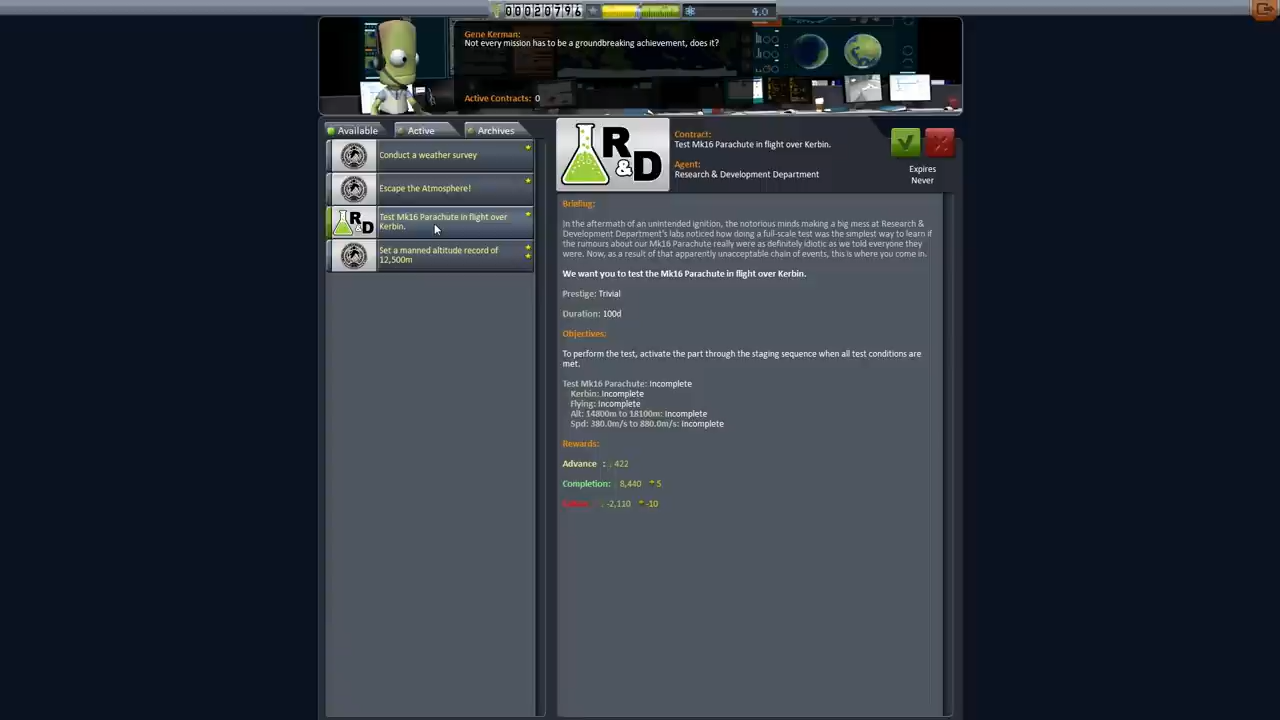 00020796
4.0
Gene Kerman:
Not every mission has to be a groundbreaking achievement, does it?
Active Contracts: 0
Available
Active
Archives
Conduct a weather survey
Escape the Atmosphere!
R&D
Test Mk16 Parachute in flight over
Kerbin.
Set a manned altitude record of
12,500m
R
&D
Contract:
Test Mk16 Parachute in flight over Kerbin.
Agent:
Research & Development Department
Expires
Never
Briefing:
In the aftermath of an unintended ignition, the notorious minds making a big mess at Research &
Development Department's labs noticed how doing a full-scale test was the simplest way to learn if
the rumours about our Mk16 Parachute really were as definitely idiotic as we told everyone they
were. Now, as a result of that apparently unacceptable chain of events, this is where you come in.
We want you to test the Mk16 Parachute in flight over Kerbin.
Prestige: Trivial
Duration: 100d
Objectives:
To perform the test, activate the part through the staging sequence when all test conditions are
met.
Test Mk16 Parachute: Incomplete
Kerbin: Incomplete
Flying: Incomplete
Alt: 14800m to 18100m: Incomplete
Spd: 380.0m/s to 880.0m/s: Incomplete
Rewards:
Advance : 422
Completion: 8,440 5
-2,110 -10